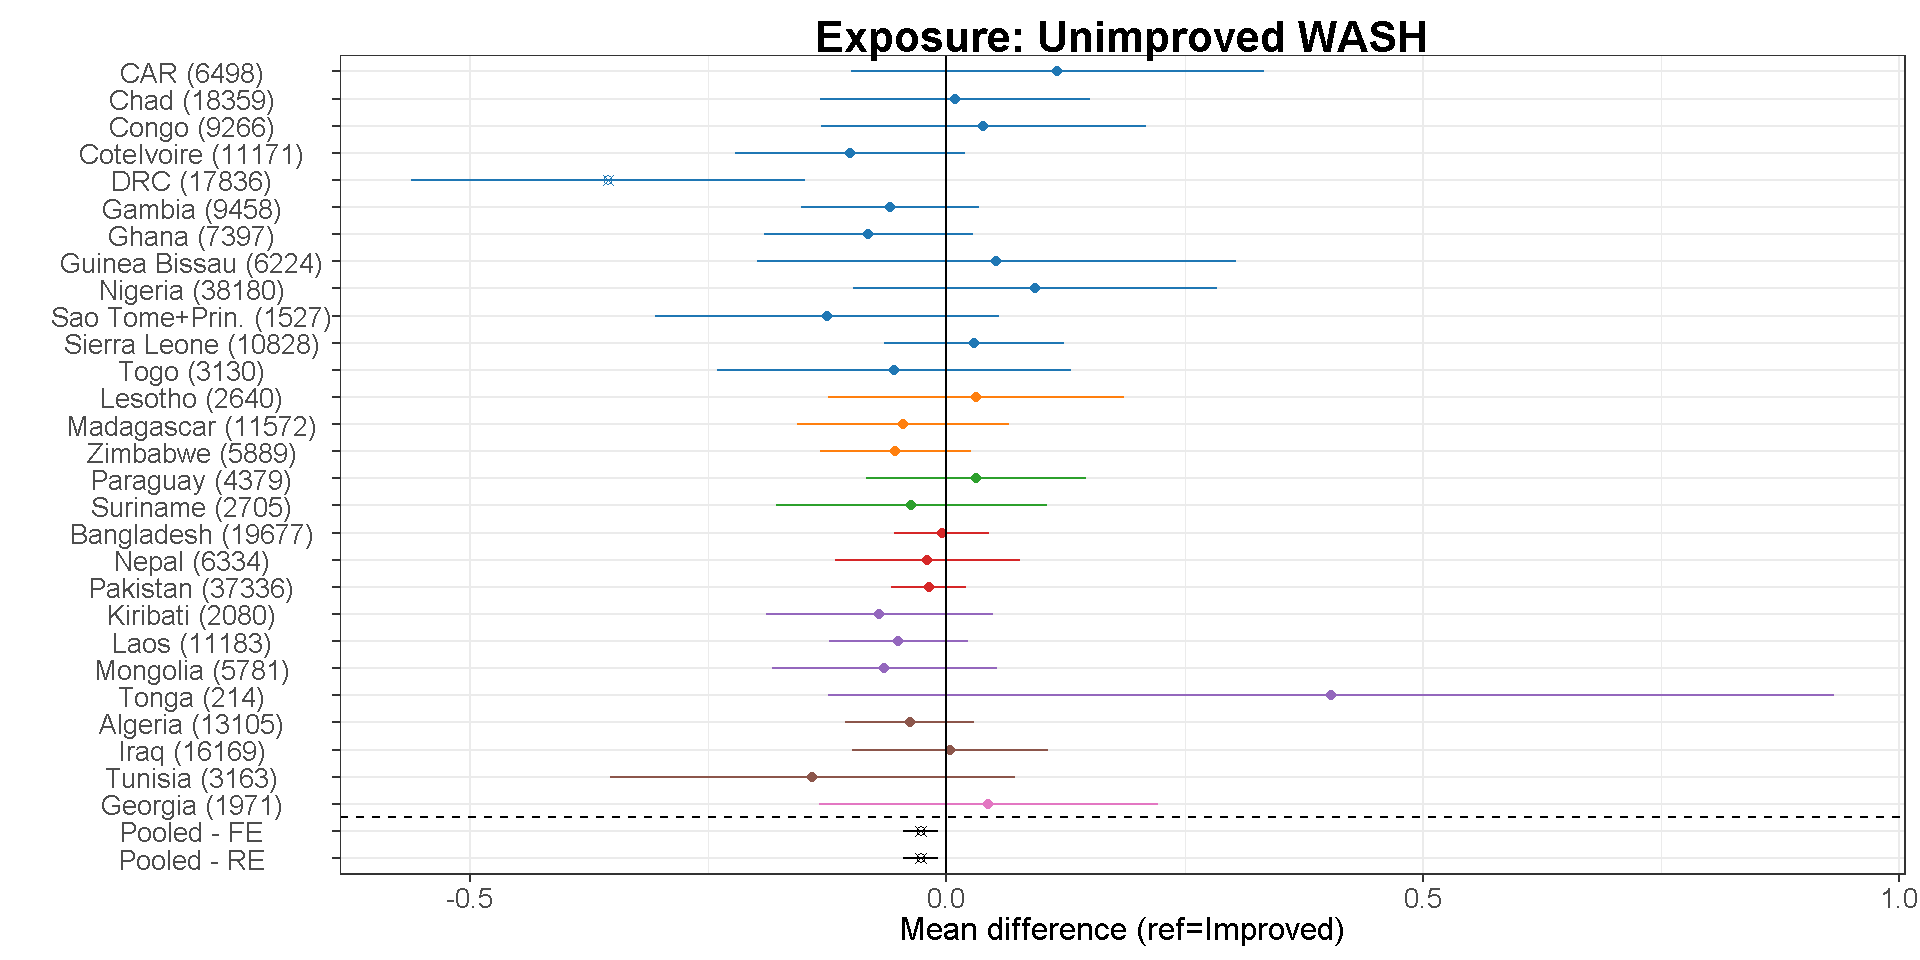 Exposure: Unimproved WASH
CAR (6498)
Chad (18359)
Congo (9266)
CoteIvoire (11171)
DRC (17836)
Gambia (9458)
Ghana (7397)
Guinea Bissau (6224)
Nigeria (38180)
Sao Tome+Prin. (1527)
Sierra Leone (10828)
Togo (3130)
Lesotho (2640)
Madagascar (11572)
Zimbabwe (5889)
Paraguay (4379)
Suriname (2705)
Bangladesh (19677)
Nepal (6334)
Pakistan (37336)
Kiribati (2080)
Laos (11183)
Mongolia (5781)
Tonga (214)
Algeria (13105)
Iraq (16169)
Tunisia (3163)
Georgia (1971)
Pooled - FE
Pooled - RE
-0.5 0.0 0.5 1.0
Mean difference (ref=Improved)